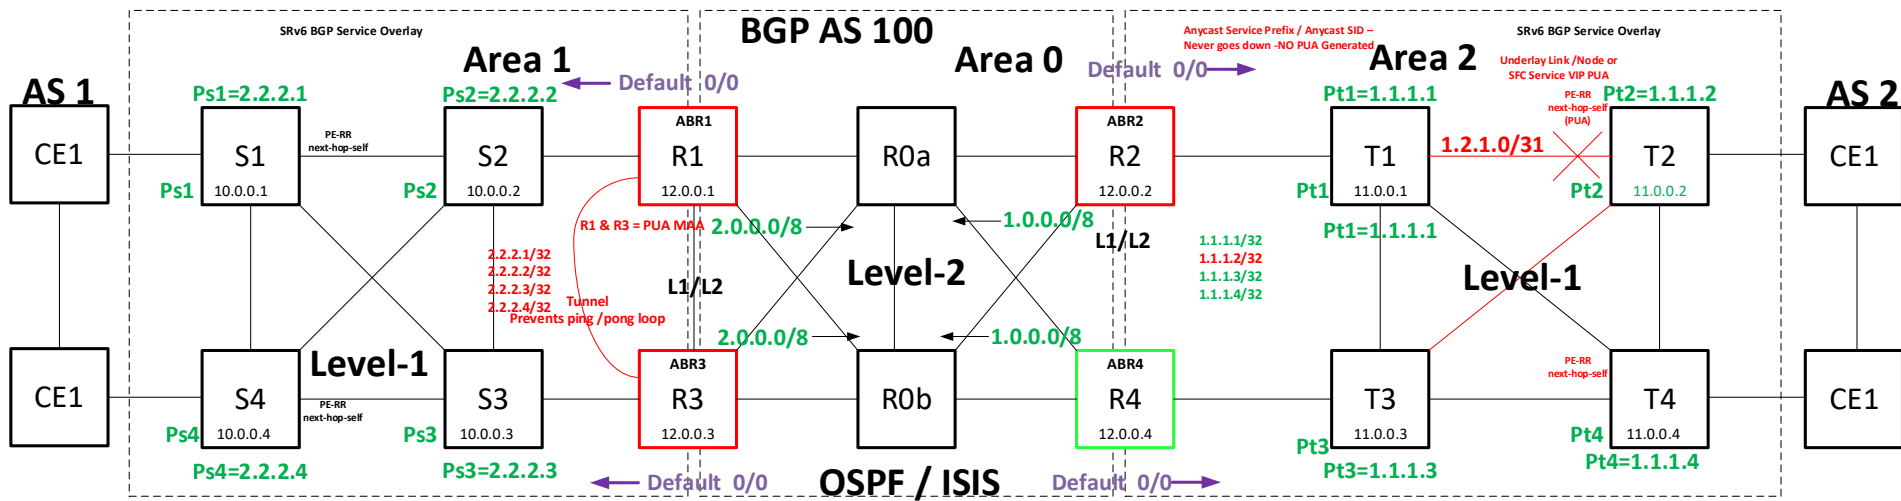 BGP AS 100
SRv6 BGP Service Overlay
Anycast Service Prefix / Anycast SID –
Never goes down -NO PUA Generated
SRv6 BGP Service Overlay
Area 1
Area 0
Area 2
Underlay Link /Node or
SFC Service VIP PUA
Default 0/0
Default 0/0
AS 1
Ps1=2.2.2.1
Ps2=2.2.2.2
Pt1=1.1.1.1
PE-RR
next-hop-self
(PUA)
Pt2=1.1.1.2
AS 2
CE1
S1
10.0.0.1
PE-RR
next-hop-self
S2
10.0.0.2
ABR1
R1
12.0.0.1
R0a
ABR2
R2
12.0.0.2
T1
11.0.0.1
1.2.1.0/31
T2
11.0.0.2
CE1
Ps1
Ps2
Pt1
Pt2
R1 & R3 = PUA MAA
2.0.0.0/8
1.0.0.0/8
Pt1=1.1.1.1
2.2.2.1/32
2.2.2.2/32
2.2.2.3/32
2.2.2.4/32
L1/L2
Level-2
L1/L2
1.1.1.1/32
1.1.1.2/32
1.1.1.3/32
1.1.1.4/32
Level-1
Tunnel
Prevents ping /pong loop
2.0.0.0/8
1.0.0.0/8
Level-1
CE1
S4
10.0.0.4
PE-RR
next-hop-self
S3
10.0.0.3
ABR3
R3
12.0.0.3
R0b
ABR4
R4
12.0.0.4
T3
11.0.0.3
PE-RR
next-hop-self
T4
11.0.0.4
CE1
Ps4
Ps3
Pt3
Pt4
Ps4=2.2.2.4
Ps3=2.2.2.3
Pt3=1.1.1.3
Pt4=1.1.1.4
Default 0/0
OSPF / ISIS
Default 0/0